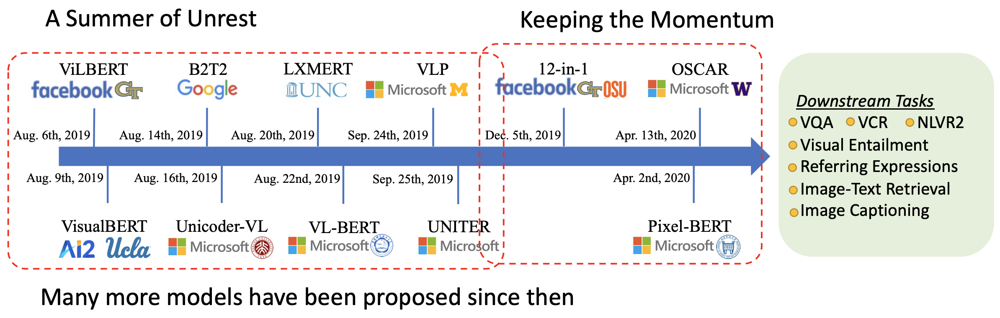 A Summer of Unrest
Keeping the Momentum
ViLBERT
B2T2
LXMERT
VLP
12-in-1
OSCAR
facebook GT
Google
UNC
Microsoft M
facebook GT OSU
Microsoft W
Aug. 6th, 2019
Aug. 14th, 2019
Aug. 20th, 2019
Sep. 24th, 2019
Dec. 5th, 2019
Apr. 13th, 2020
Aug. 9th, 2019
Aug. 16th, 2019
Aug. 22nd, 2019
Sep. 25th, 2019
Apr. 2nd, 2020
VisualBERT
Unicoder-VL
VL-BERT
UNITER
Pixel-BERT
Ai2 Ucla
Microsoft
Microsoft
Microsoft
Microsoft
Downstream Tasks
VQA VCR NLVR2
Visual Entailment
Referring Expressions
Image-Text Retrieval
Image Captioning
Many more models have been proposed since then